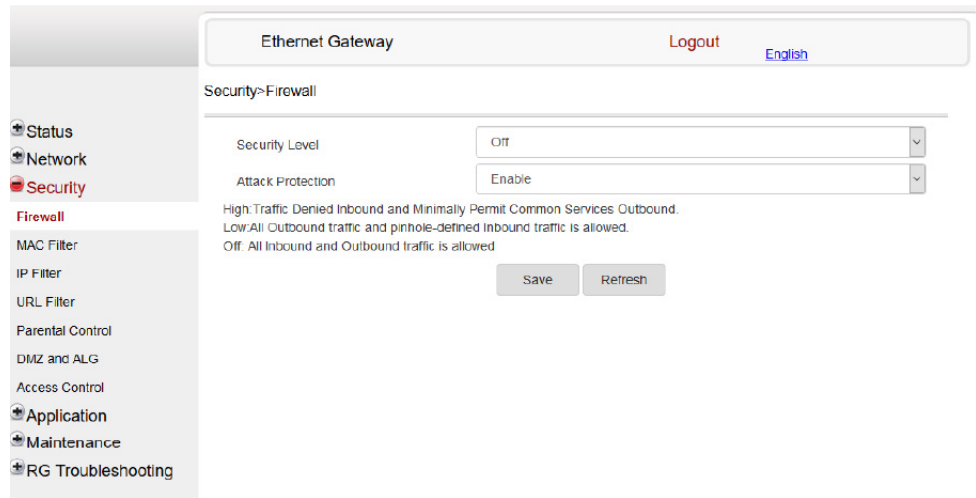 Ethernet Gateway
Logout
English
Security>Firewall
Status
Network
Security
Firewall
MAC Filter
IP Filter
URL Filter
Parental Control
DMZ and ALG
Access Control
Application
Maintenance
RG Troubleshooting
Security Level
Off
Attack Protection
Enable
High:Traffic Denied Inbound and Minimally Permit Common Services Outbound.
Low:All Outbound traffic and pinhole-defined Inbound traffic is allowed.
Off: All Inbound and Outbound traffic is allowed
Save
Refresh